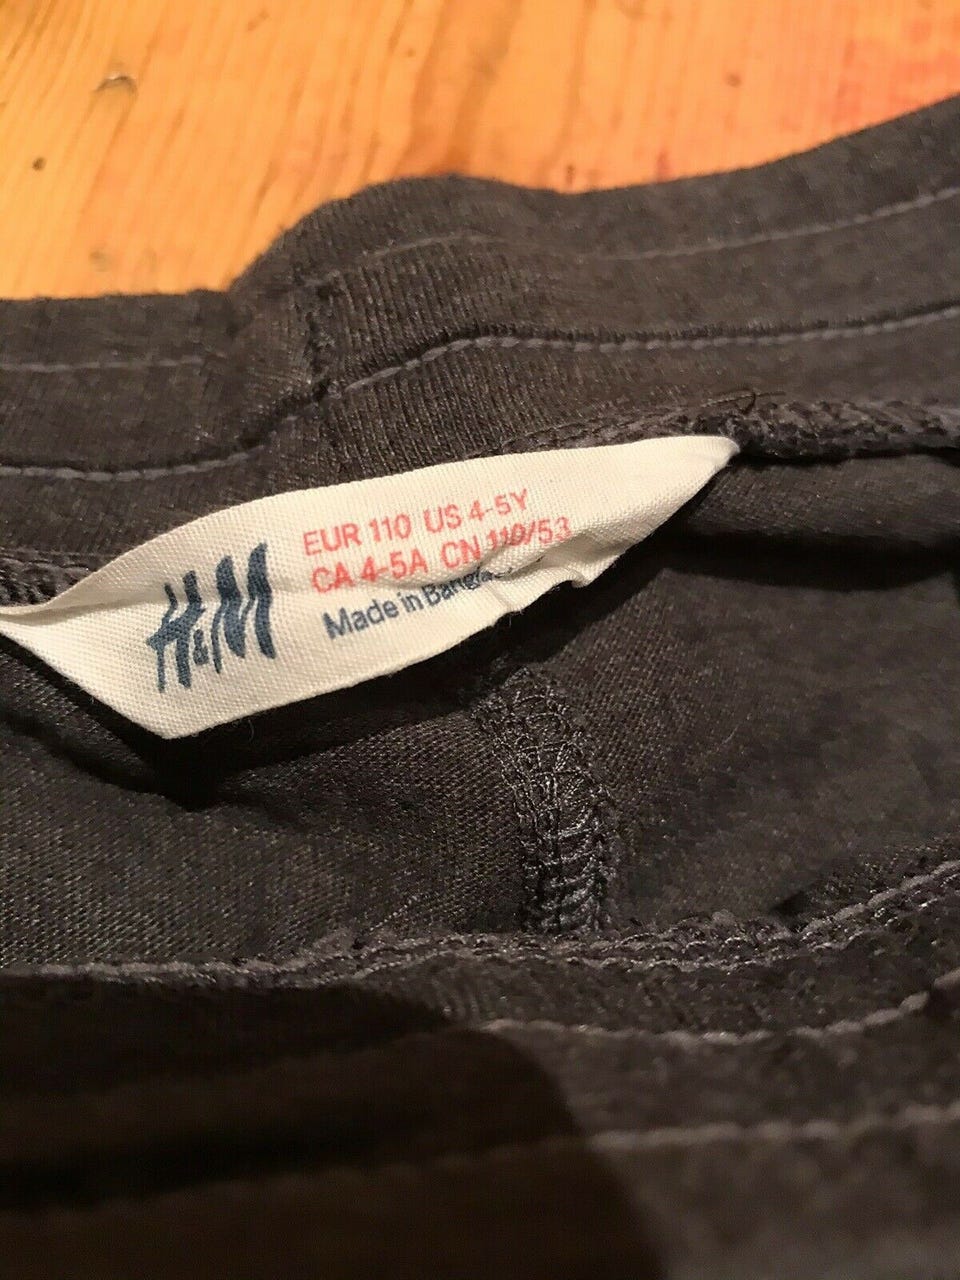 H&M
EUR 110 US 4-5Y
CA 4-5A CN 110/53
Made in